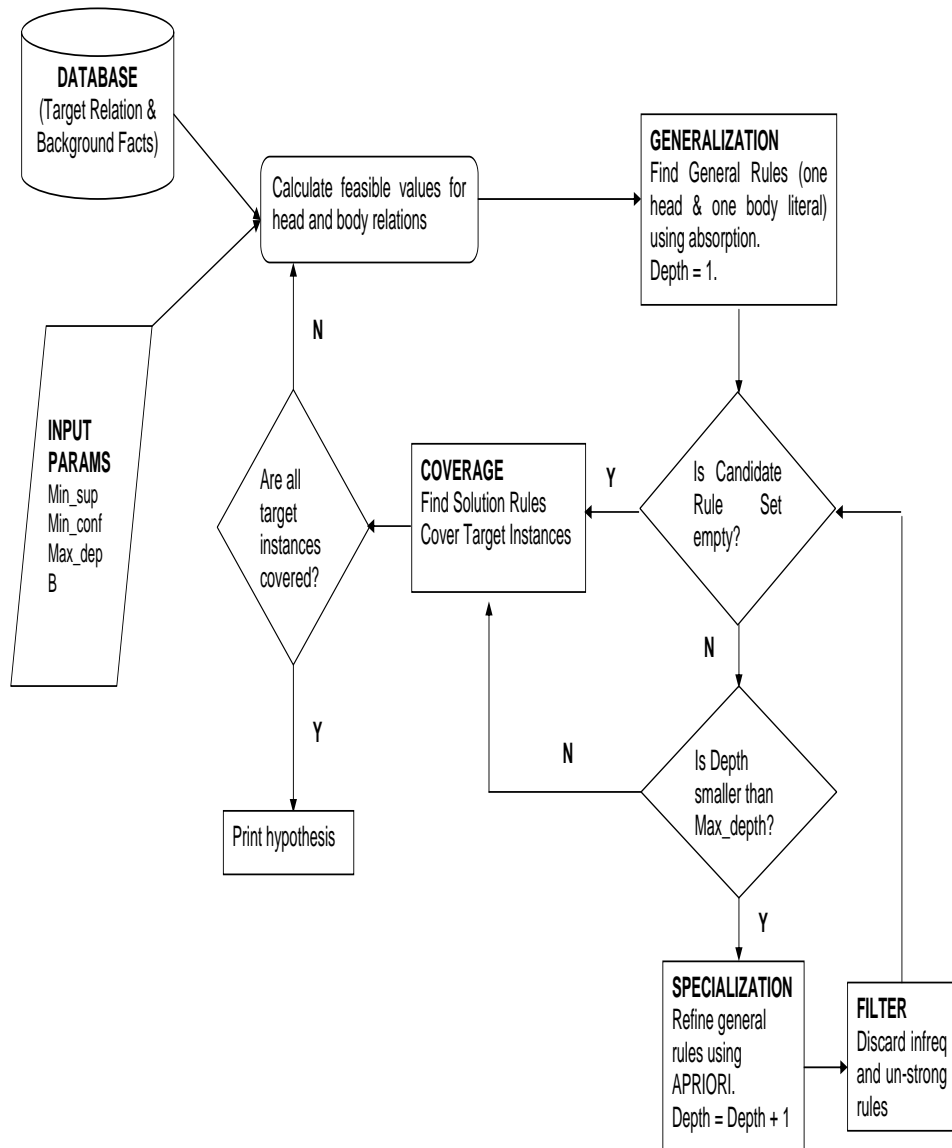 DATABASE
(Target Relation &
Background Facts)
Calculate feasible values for
head and body relations
GENERALIZATION
Find General Rules (one
head & one body literal)
using absorption.
Depth = 1.
INPUT
PARAMS
Min_sup
Min_conf
Max_dep
B
N
Are all
target
instances
covered?
COVERAGE
Find Solution Rules
Cover Target Instances
Y
Is Candidate
Rule Set
empty?
N
Y
N
Is Depth
smaller than
Max_depth?
Print hypothesis
Y
SPECIALIZATION
Refine general
rules using
APRIORI.
Depth = Depth + 1
FILTER
Discard infreq
and un-strong
rules